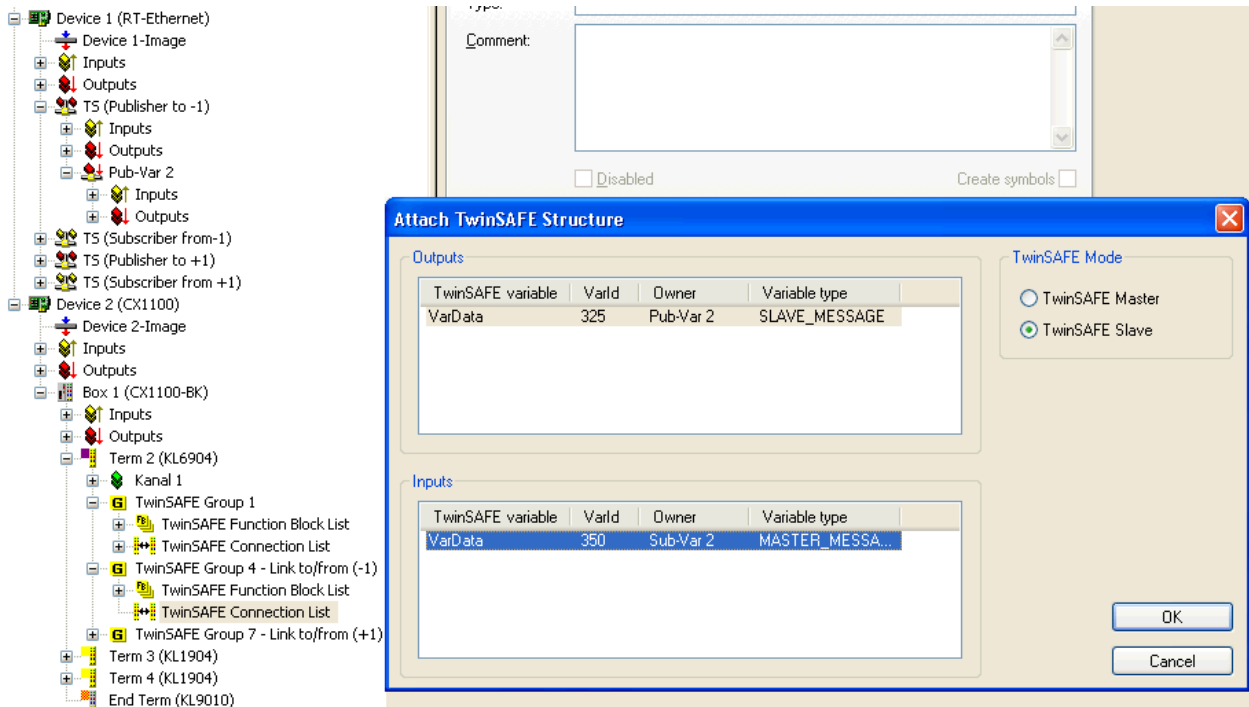 Device 1 (RT-Ethernet)
Device 1-Image
Inputs
Outputs
TS (Publisher to -1)
Inputs
Outputs
Pub-Var 2
Inputs
Outputs
TS (Subscriber from-1)
TS (Publisher to +1)
TS (Subscriber from +1)
Device 2 (CX1100)
Device 2-Image
Inputs
Outputs
Box 1 (CX1100-BK)
Inputs
Outputs
Term 2 (KL6904)
Kanal 1
G TwinSAFE Group 1
FB TwinSAFE Function Block List
TwinSAFE Connection List
G TwinSAFE Group 4 - Link to/from (-1)
FB TwinSAFE Function Block List
TwinSAFE Connection List
G TwinSAFE Group 7 - Link to/from (+1)
Term 3 (KL1904)
Term 4 (KL1904)
End Term (KL9010)
Type:
Comment:
Disabled Create symbols
Attach TwinSAFE Structure
Outputs
TwinSAFE variable VarId Owner Variable type
VarData 325 Pub-Var 2 SLAVE_MESSAGE
Inputs
TwinSAFE variable VarId Owner Variable type
VarData 350 Sub-Var 2 MASTER_MESSA...
TwinSAFE Mode
TwinSAFE Master
TwinSAFE Slave
OK
Cancel